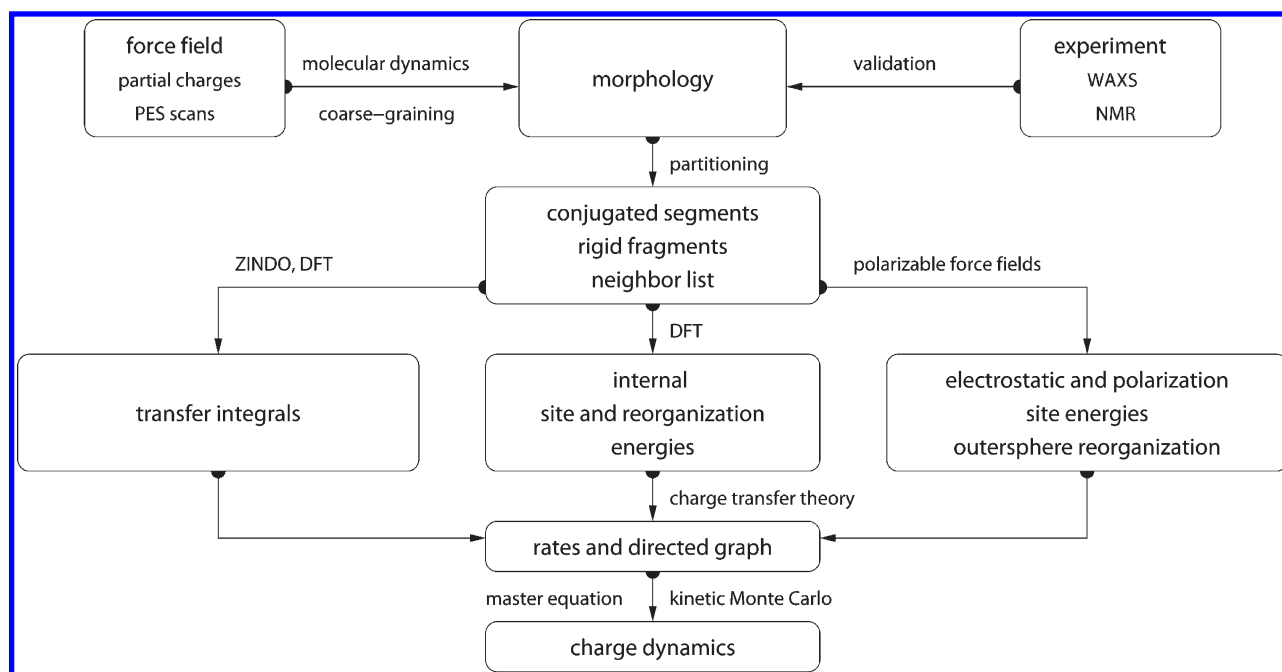 force field
partial charges
PES scans
molecular dynamics
coarse−graining
morphology
validation
experiment
WAXS
NMR
partitioning
conjugated segments
rigid fragments
neighbor list
ZINDO, DFT
polarizable force fields
DFT
transfer integrals
internal
site and reorganization
energies
electrostatic and polarization
site energies
outersphere reorganization
charge transfer theory
rates and directed graph
master equation
kinetic Monte Carlo
charge dynamics